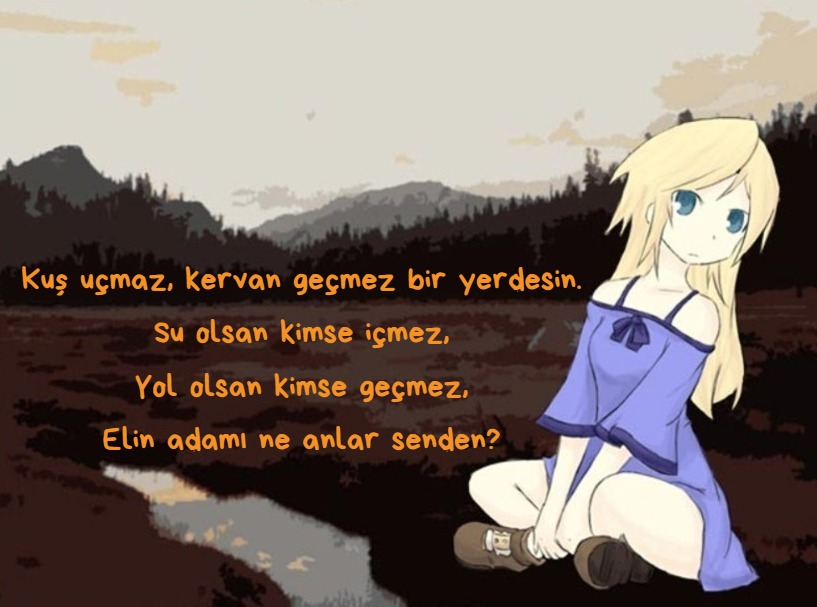 Kuş uçmaz, kervan geçmez bir yerdesin.
Su olsan kimse içmez,
Yol olsan kimse geçmez,
Elin adamı ne anlar senden?